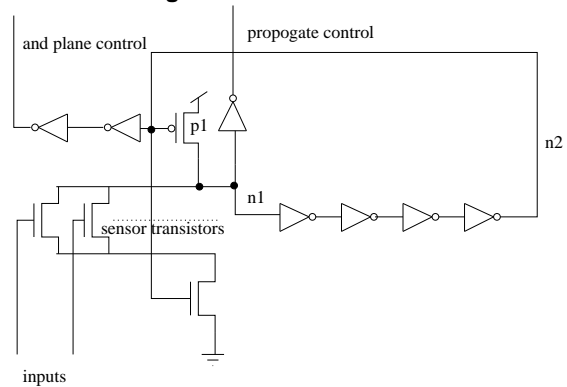 and plane control
propogate control
p1
n2
n1
sensor transistors
inputs